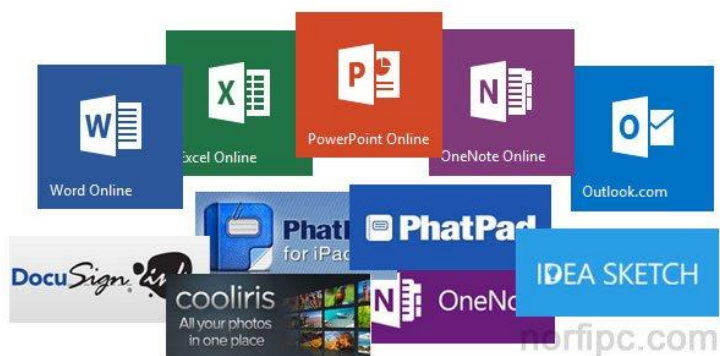 W
Word Online
X
Excel Online
P
PowerPoint Online
N
OneNote Online
O
Outlook.com
Phat
for iPad
PhatPad
DocuSign ink
cooliris
All your photos
in one place
N
OneNo
IDEA SKETCH
norfipc.com